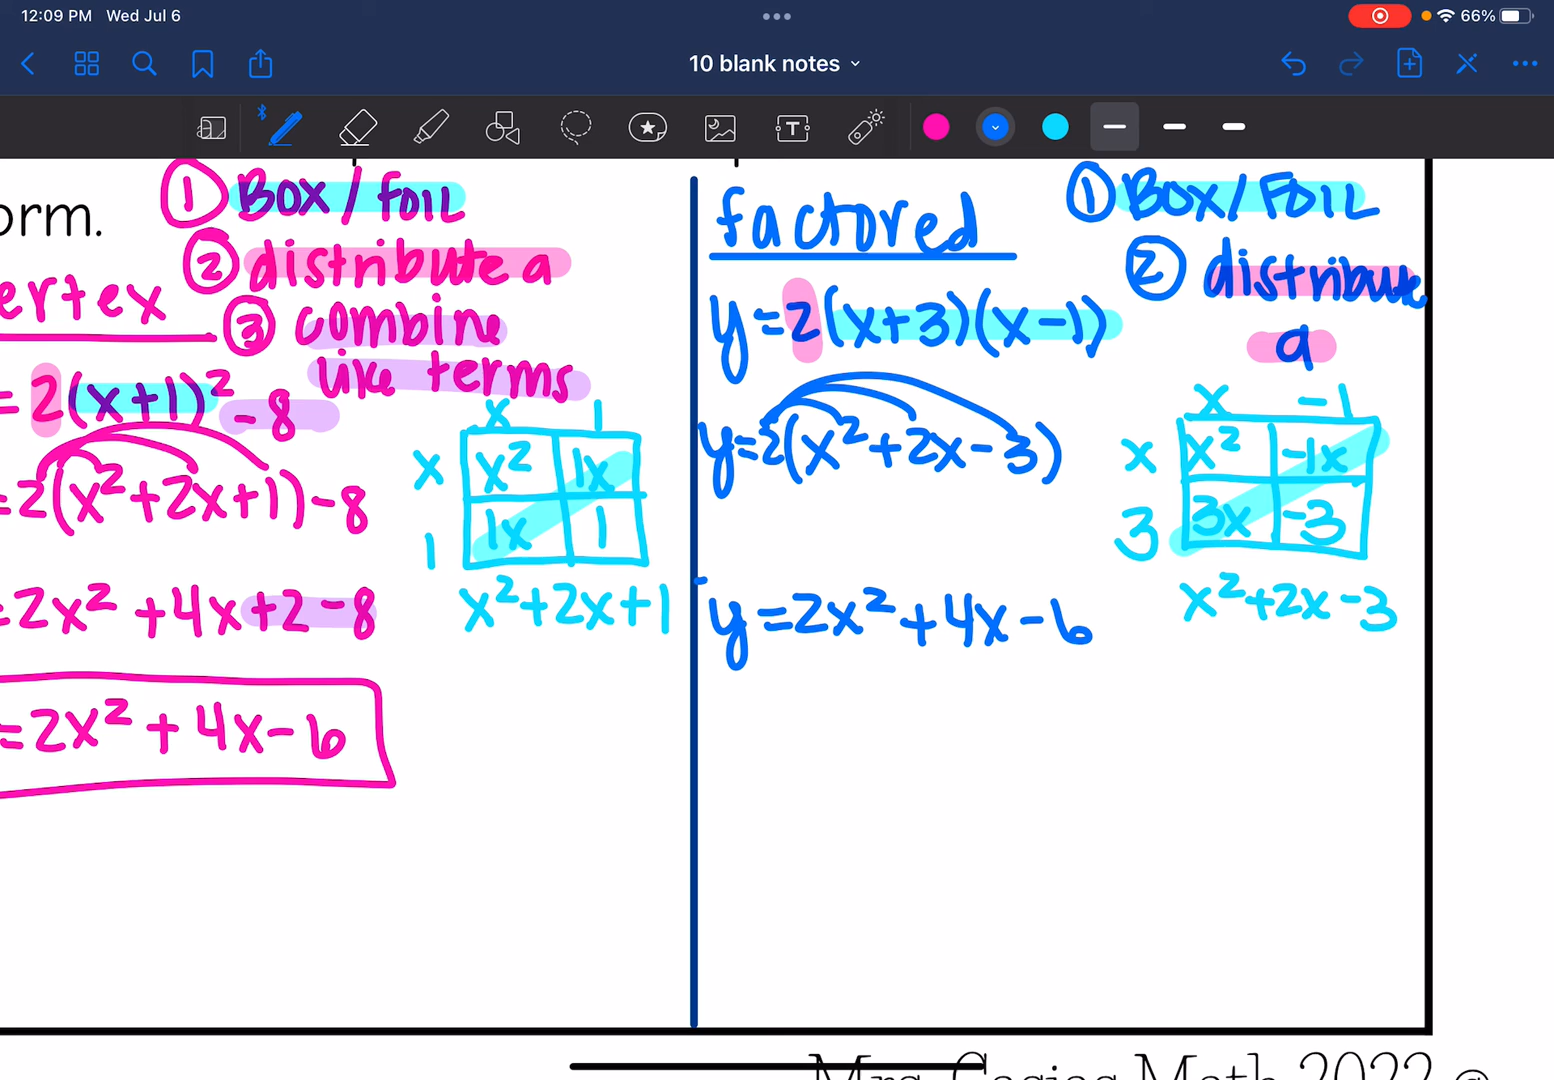 12:09 PM Wed Jul 6
66%
10 blank notes
orm.
① Box / Foil
② distribute a
③ combine
like terms
ertex
= 2(x+1)² - 8
=2(x²+2x+1)-8
=2x² +4x+2-8
=2x² + 4x-6
x 1
x x² 1x
1 1x 1
x²+2x+1
factored
① Box/FOIL
② distribute
a
y=2(x+3)(x-1)
y=2(x²+2x-3)
y=2x²+4x-6
x -1
x x² -1x
3 3x -3
x²+2x-3